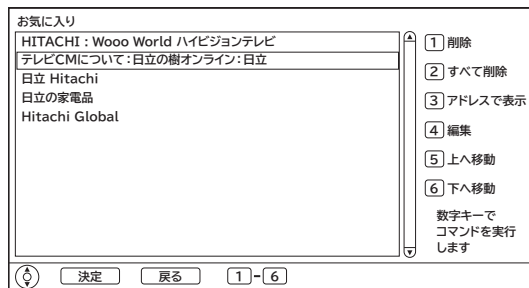 お気に入り
HITACHI : Wooo World ハイビジョンテレビ
テレビCMについて：日立の樹オンライン：日立
日立 Hitachi
日立の家電品
Hitachi Global
1 削除
2 すべて削除
3 アドレスで表示
4 編集
5 上へ移動
6 下へ移動
数字キーで
コマンドを実行
します
決定 戻る 1-6